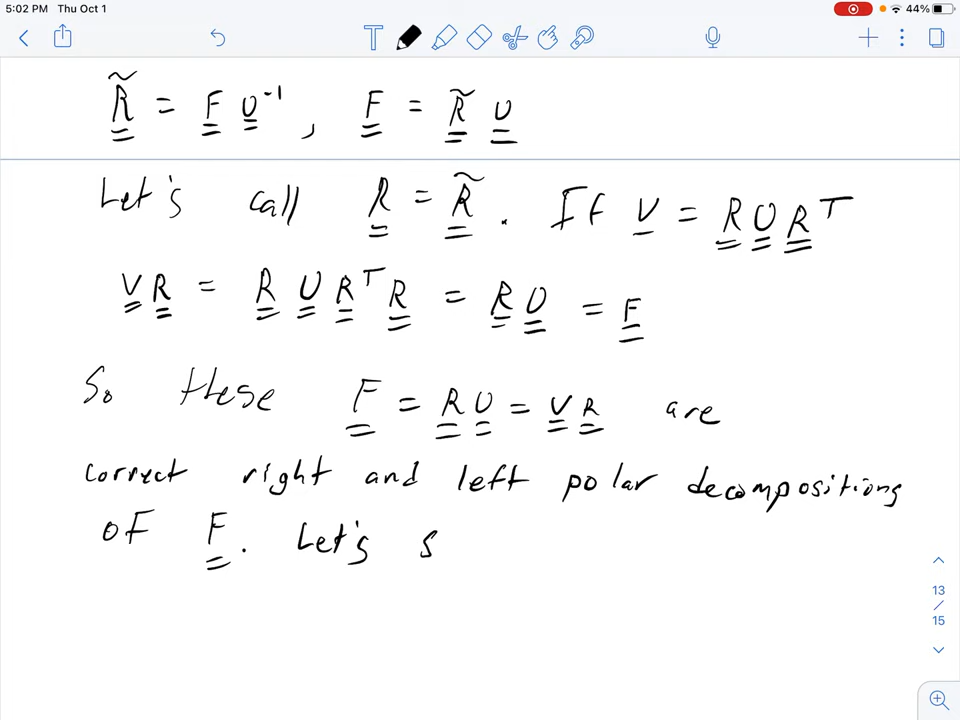 5:02 PM Thu Oct 1
44%
T
R̃ = F U⁻¹, F = R̃ U
Let's call R = R̃. If V = R U Rᵀ
V R = R U Rᵀ R = R U = F
So these F = R U = V R are
correct right and left polar decompositions
of F. Let's s
13
/
15